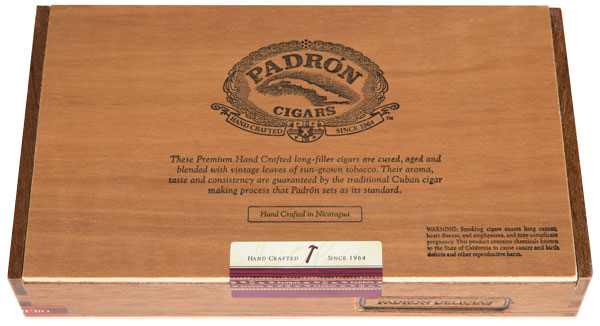 PADRÓN
CIGARS
HAND CRAFTED SINCE 1964 TM
These Premium Hand Crafted long-filler cigars are cured, aged and
blended with vintage leaves of sun-grown tobacco. Their aroma,
taste and consistency are guaranteed by the traditional Cuban cigar
making process that Padrón sets as its standard.
Hand Crafted in Nicaragua
WARNING: Smoking cigars causes lung cancer,
heart disease, and emphysema, and may complicate
pregnancy. This product contains chemicals known
to the State of California to cause cancer and birth
defects and other reproductive harm.
HAND CRAFTED SINCE 1964
PADRÓN PADRÓN PADRÓN
PADRÓN DELICIAS